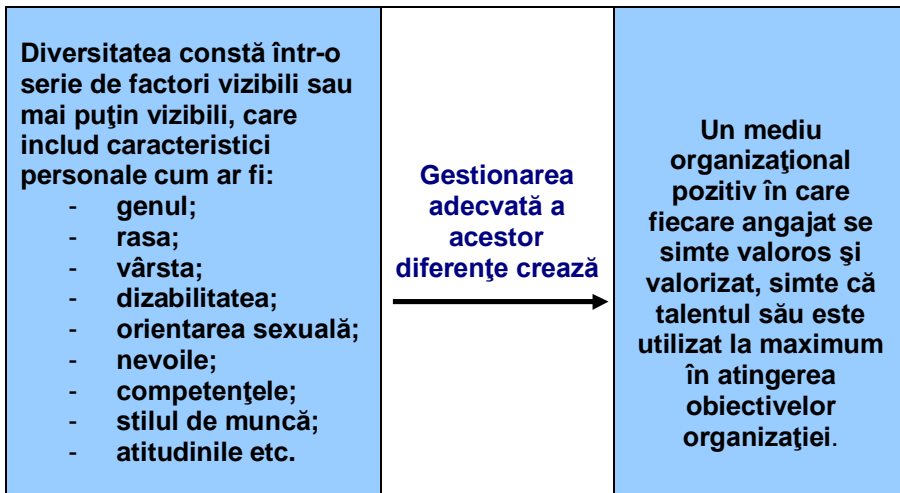 Diversitatea constă într-o
serie de factori vizibili sau
mai puţin vizibili, care
includ caracteristici
personale cum ar fi:
- genul;
- rasa;
- vârsta;
- dizabilitatea;
- orientarea sexuală;
- nevoile;
- competenţele;
- stilul de muncă;
- atitudinile etc.
Gestionarea
adecvată a
acestor
diferenţe crează
Un mediu
organizaţional
pozitiv în care
fiecare angajat se
simte valoros şi
valorizat, simte că
talentul său este
utilizat la maximum
în atingerea
obiectivelor
organizaţiei.